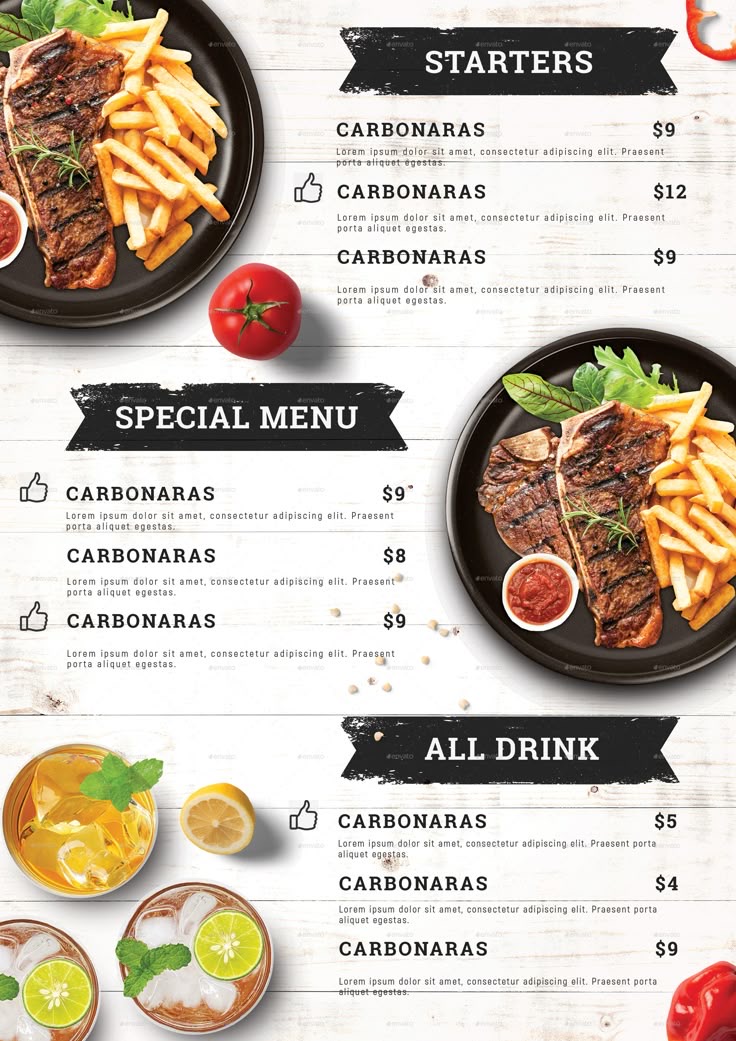 STARTERS
CARBONARAS $9
Lorem ipsum dolor sit amet, consectetur adipiscing elit. Praesent
porta aliquet egestas.
CARBONARAS $12
Lorem ipsum dolor sit amet, consectetur adipiscing elit. Praesent
porta aliquet egestas.
CARBONARAS $9
Lorem ipsum dolor sit amet, consectetur adipiscing elit. Praesent
porta aliquet egestas.
SPECIAL MENU
CARBONARAS $9
Lorem ipsum dolor sit amet, consectetur adipiscing elit. Praesent
porta aliquet egestas.
CARBONARAS $8
Lorem ipsum dolor sit amet, consectetur adipiscing elit. Praesent
porta aliquet egestas.
CARBONARAS $9
Lorem ipsum dolor sit amet, consectetur adipiscing elit. Praesent
porta aliquet egestas.
ALL DRINK
CARBONARAS $5
Lorem ipsum dolor sit amet, consectetur adipiscing elit. Praesent porta
aliquet egestas.
CARBONARAS $4
Lorem ipsum dolor sit amet, consectetur adipiscing elit. Praesent porta
aliquet egestas.
CARBONARAS $9
Lorem ipsum dolor sit amet, consectetur adipiscing elit. Praesent porta
aliquet egestas.
envato